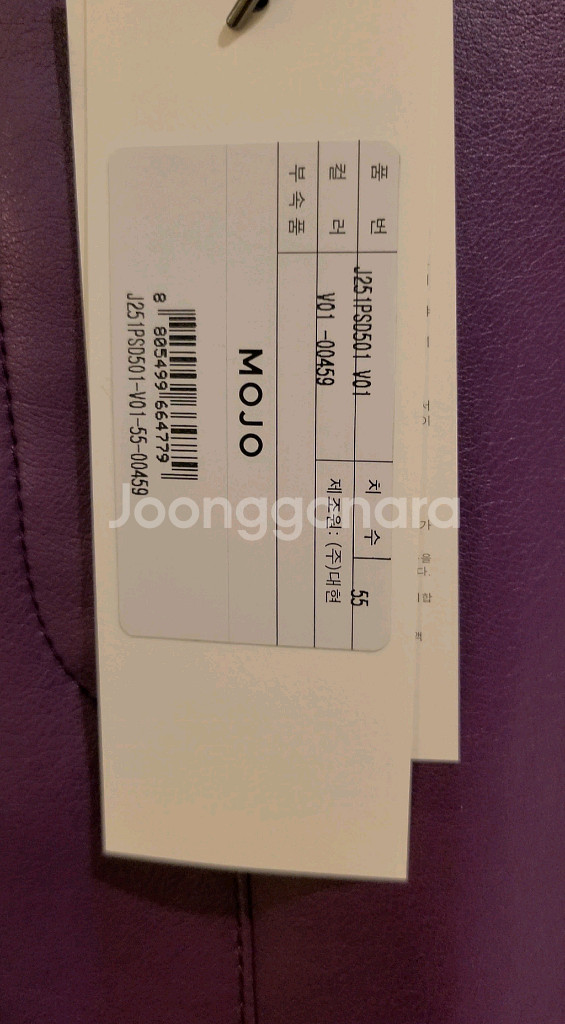 품 번 J251PSD501 V01 치 수 55
컬 러 V01 -00459 제조원: (주)대현
부 속 품
MOJO
8 805499 664779
J251PSD501-V01-55-00459
Joonggonara